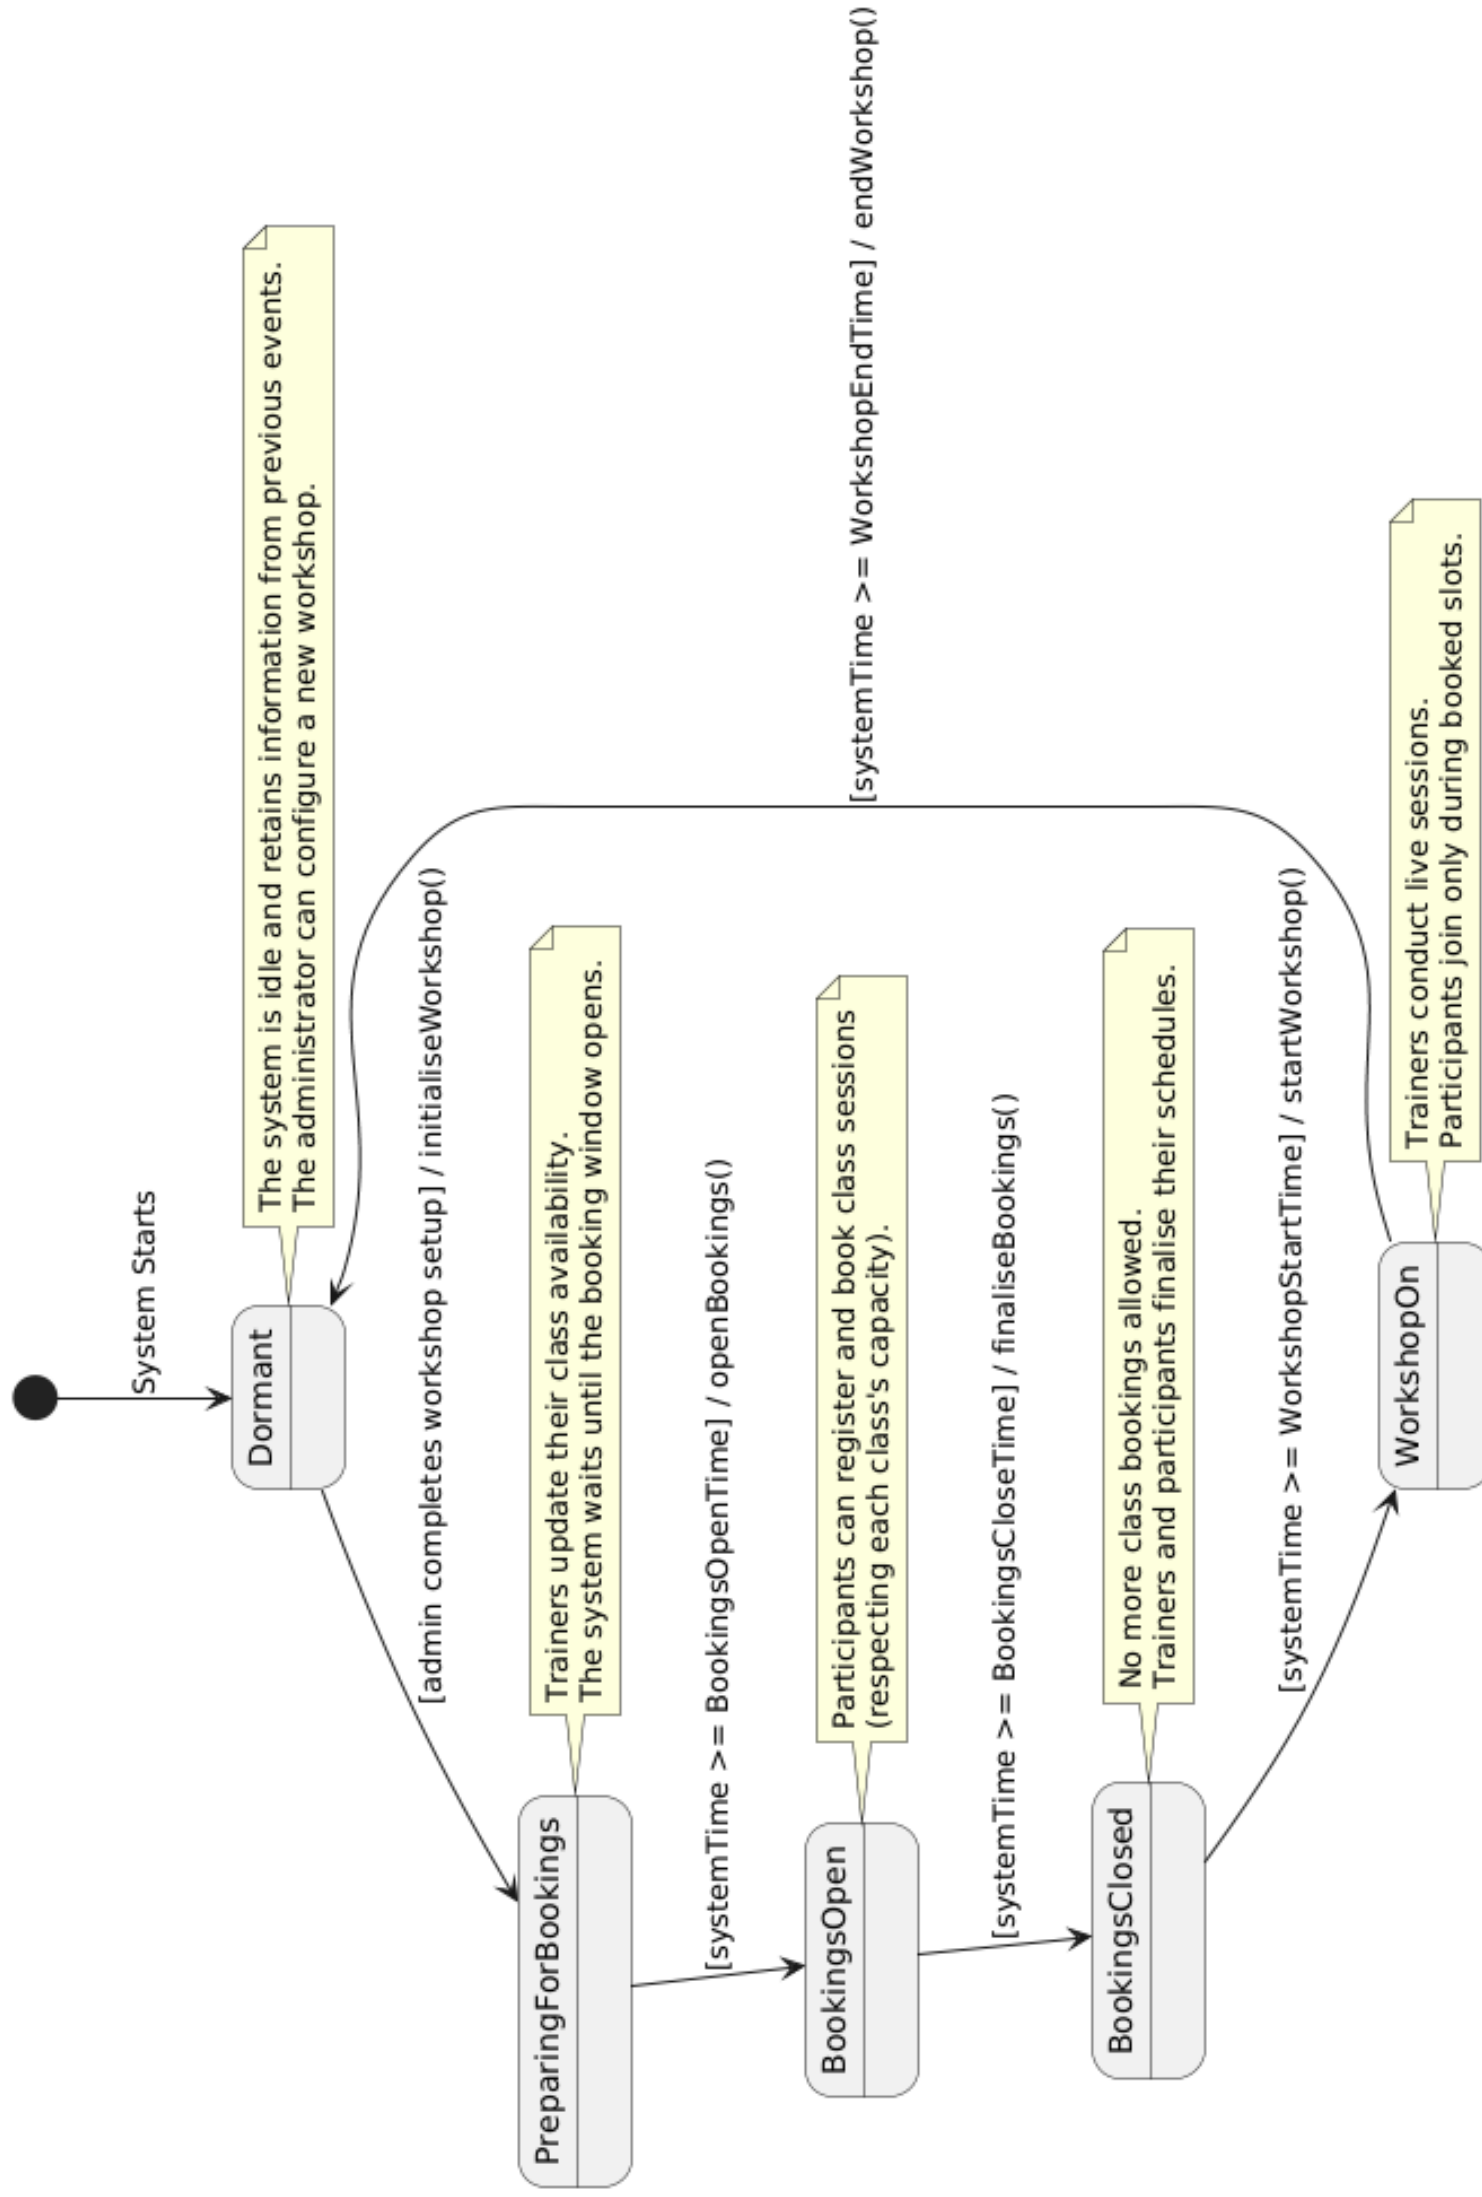 System Starts
Dormant
The system is idle and retains information from previous events.
The administrator can configure a new workshop.
[admin completes workshop setup] / initialiseWorkshop()
PreparingForBookings
Trainers update their class availability.
The system waits until the booking window opens.
[systemTime >= BookingsOpenTime] / openBookings()
BookingsOpen
Participants can register and book class sessions
(respecting each class's capacity).
[systemTime >= WorkshopEndTime] / endWorkshop()
[systemTime >= BookingsCloseTime] / finaliseBookings()
BookingsClosed
No more class bookings allowed.
Trainers and participants finalise their schedules.
[systemTime >= WorkshopStartTime] / startWorkshop()
WorkshopOn
Trainers conduct live sessions.
Participants join only during booked slots.